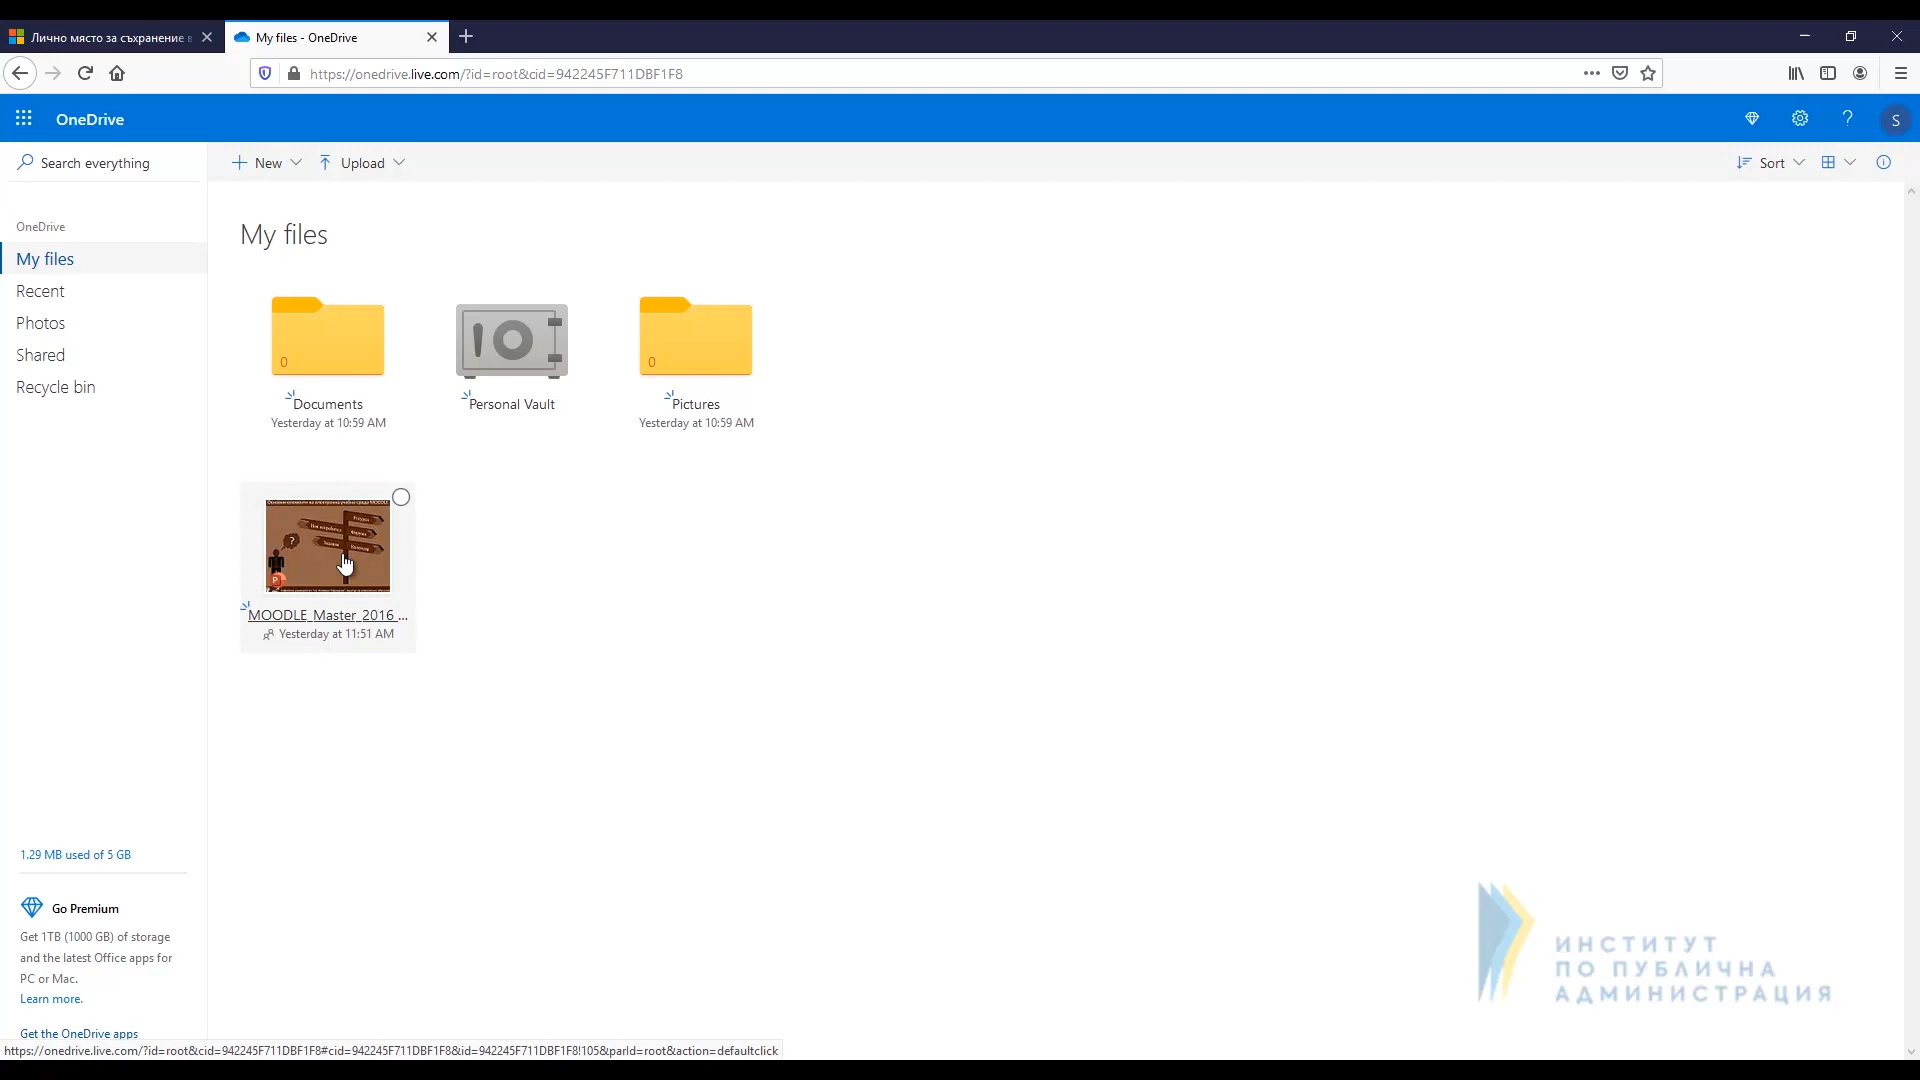 Лично място за съхранение в
My files - OneDrive
https://onedrive.live.com/?id=root&cid=942245F711DBF1F8
OneDrive
S
Search everything
New
Upload
Sort
OneDrive
My files
Recent
Photos
Shared
Recycle bin
My files
0
Documents
Yesterday at 10:59 AM
Personal Vault
0
Pictures
Yesterday at 10:59 AM
?
P
MOODLE_Master_2016_...
Yesterday at 11:51 AM
1.29 MB used of 5 GB
Go Premium
Get 1TB (1000 GB) of storage
and the latest Office apps for
PC or Mac.
Learn more.
Get the OneDrive apps
https://onedrive.live.com/?id=root&cid=942245F711DBF1F8#cid=942245F711DBF1F8&id=942245F711DBF1F8!105&parId=root&action=defaultclick
ИНСТИТУТ
ПО ПУБЛИЧНА
АДМИНИСТРАЦИЯ